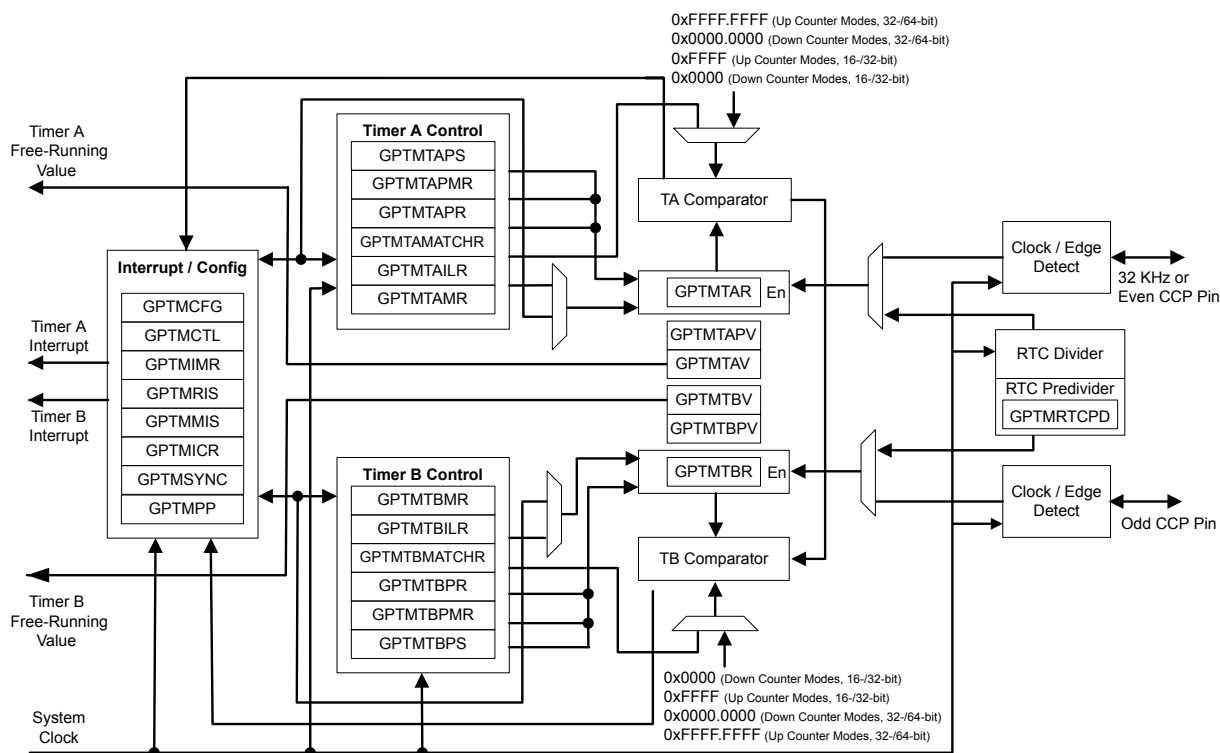 0xFFFF.FFFF (Up Counter Modes, 32-/64-bit)
0x0000.0000 (Down Counter Modes, 32-/64-bit)
0xFFFF (Up Counter Modes, 16-/32-bit)
0x0000 (Down Counter Modes, 16-/32-bit)
Timer A
Free-Running
Value
Timer A Control
GPTMTAPS
GPTMTAPMR
GPTMTAPR
GPTMTAMATCHR
GPTMTAILR
GPTMTAMR
TA Comparator
GPTMTAR
En
GPTMTAPV
GPTMTAV
GPTMTBV
GPTMTBPV
GPTMTBR
En
TB Comparator
Clock / Edge
Detect
32 KHz or
Even CCP Pin
RTC Divider
RTC Predivider
GPTMRTCPD
Clock / Edge
Detect
Odd CCP Pin
Interrupt / Config
GPTMCFG
GPTMCTL
GPTMIMR
GPTMRIS
GPTMMIS
GPTMICR
GPTMSYNC
GPTMPP
Timer A
Interrupt
Timer B
Interrupt
Timer B Control
GPTMTBMR
GPTMTBILR
GPTMTBMATCHR
GPTMTBPR
GPTMTBPMR
GPTMTBPS
Timer B
Free-Running
Value
0x0000 (Down Counter Modes, 16-/32-bit)
0xFFFF (Up Counter Modes, 16-/32-bit)
0x0000.0000 (Down Counter Modes, 32-/64-bit)
0xFFFF.FFFF (Up Counter Modes, 32-/64-bit)
System
Clock